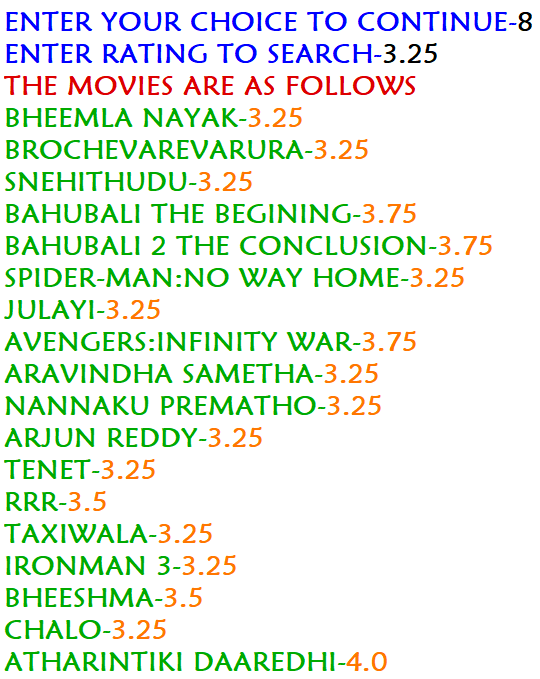 ENTER YOUR CHOICE TO CONTINUE-8
ENTER RATING TO SEARCH-3.25
THE MOVIES ARE AS FOLLOWS
BHEEMLA NAYAK-3.25
BROCHEVAREVARURA-3.25
SNEHITHUDU-3.25
BAHUBALI THE BEGINING-3.75
BAHUBALI 2 THE CONCLUSION-3.75
SPIDER-MAN:NO WAY HOME-3.25
JULAYI-3.25
AVENGERS:INFINITY WAR-3.75
ARAVINDHA SAMETHA-3.25
NANNAKU PREMATHO-3.25
ARJUN REDDY-3.25
TENET-3.25
RRR-3.5
TAXIWALA-3.25
IRONMAN 3-3.25
BHEESHMA-3.5
CHALO-3.25
ATHARINTIKI DAAREDHI-4.0